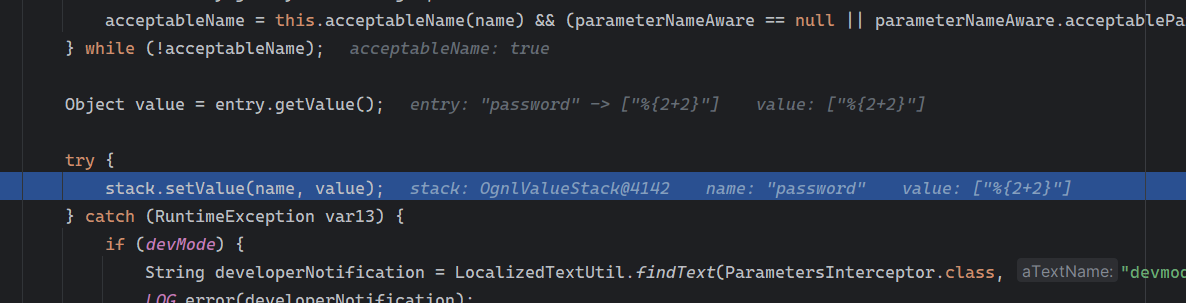 acceptableName = this.acceptableName(name) && (parameterNameAware == null || parameterNameAware.acceptablePa
} while (!acceptableName); acceptableName: true
Object value = entry.getValue(); entry: "password" -> ["%{2+2}"] value: ["%{2+2}"]
try {
stack.setValue(name, value); stack: OgnlValueStack@4142 name: "password" value: ["%{2+2}"]
} catch (RuntimeException var13) {
if (devMode) {
String developerNotification = LocalizedTextUtil.findText(ParametersInterceptor.class, aTextName: "devmod
LOG.error(developerNotification);